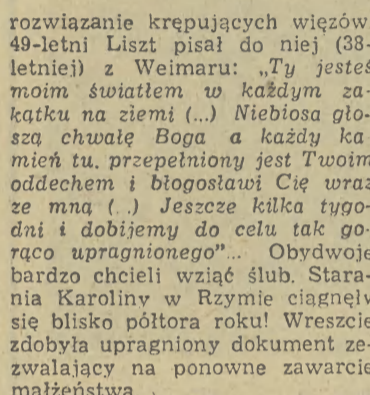 rozwiązanie krępujących więzów
49-letni Liszt pisał do niej (38-
letniej) z Weimaru: „Ty jesteś
moim światłem w każdym za-
kątku na ziemi (...) Niebiosa gło-
szą chwałę Boga a każdy ka
mień tu. przepełniony jest Twoim
oddechem i błogosławi Cię wraz
ze mną (. .) Jeszcze kilka tygo-
dni i dobijemy do celu tak go-
rąco upragnionego”... Obydwoje
bardzo chcieli wziąć ślub. Stara-
nia Karoliny w Rzymie ciągnęły
się blisko półtora roku! Wreszcie
zdobyła upragniony dokument ze-
zwalający na ponowne zawarcie
małżeństwa